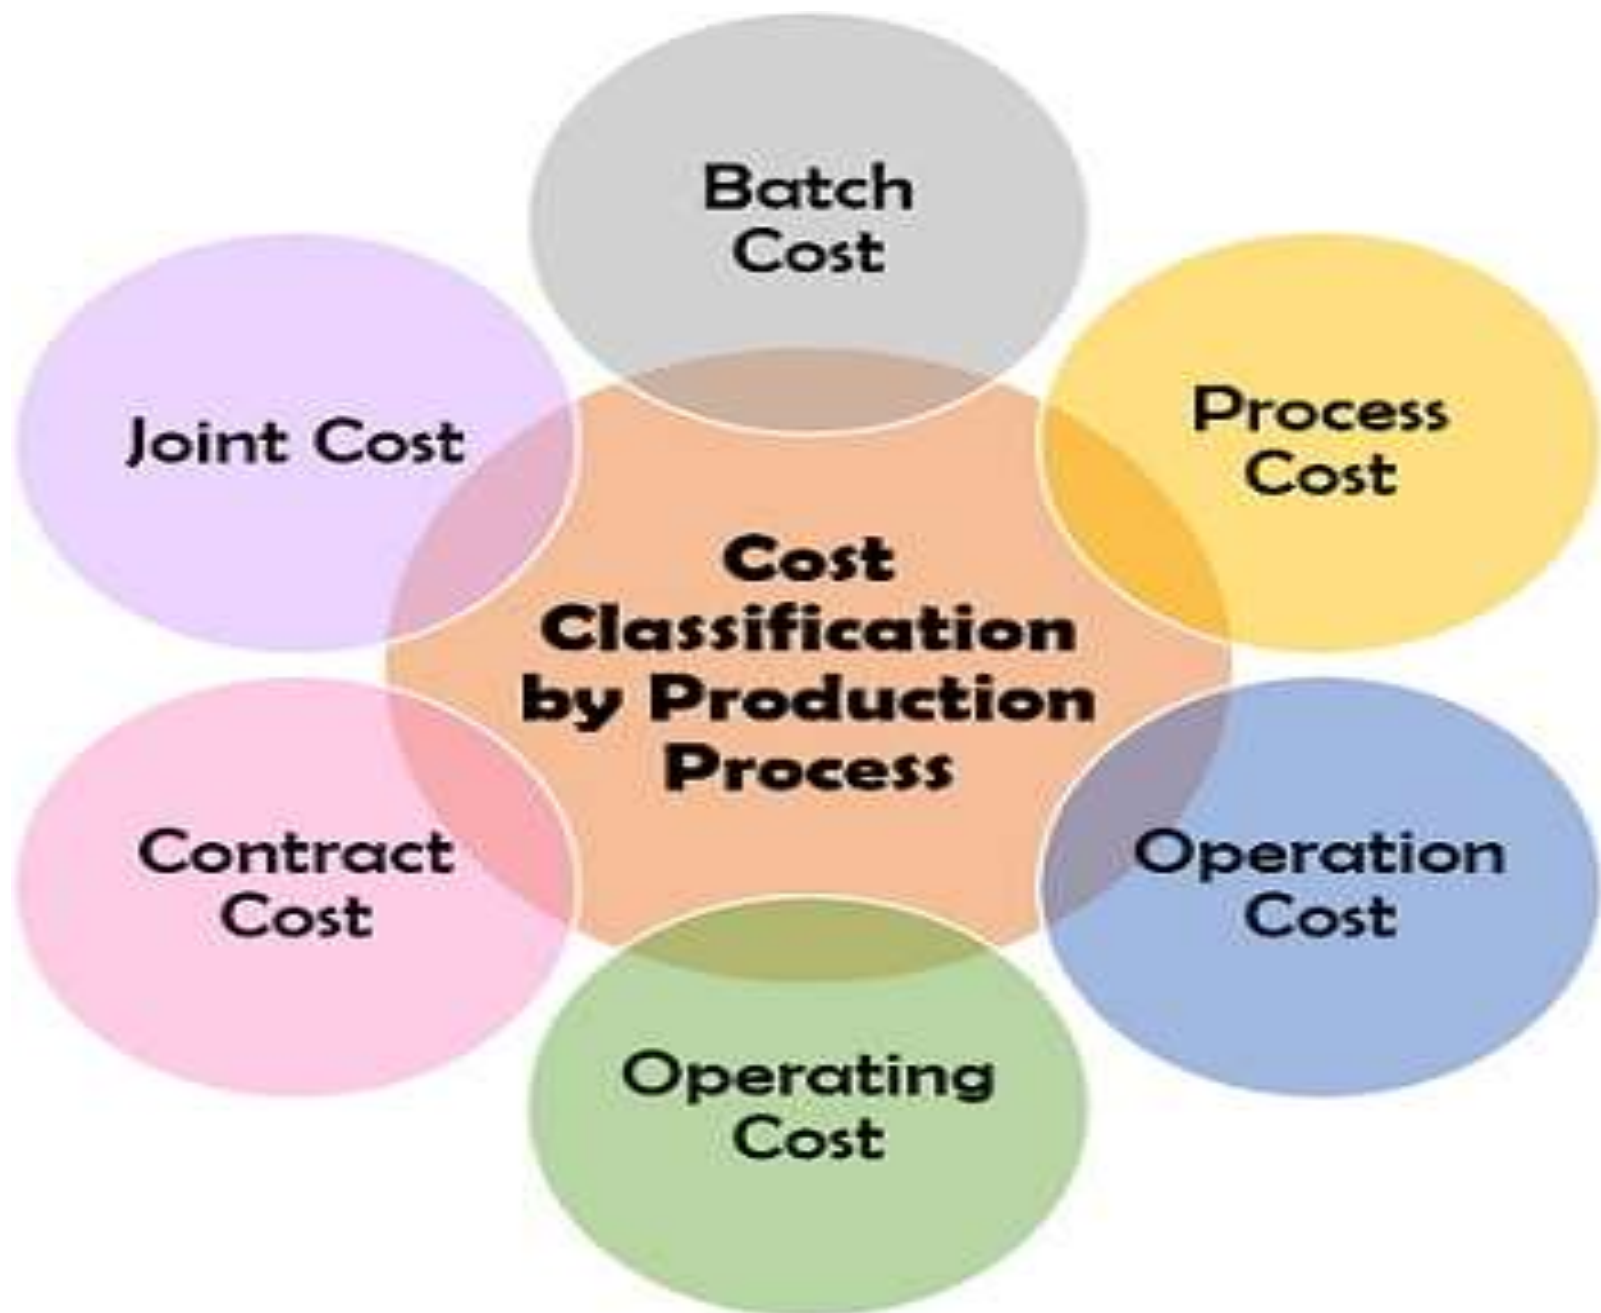 Batch
Cost
Process
Cost
Operation
Cost
Operating
Cost
Contract
Cost
Joint Cost
Cost
Classification
by Production
Process